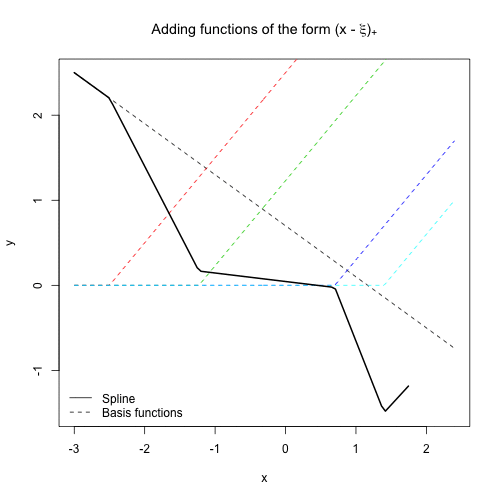 Adding functions of the form (x - ξ)₊
y
2
1
0
-1
Spline
Basis functions
-3 -2 -1 0 1 2
x